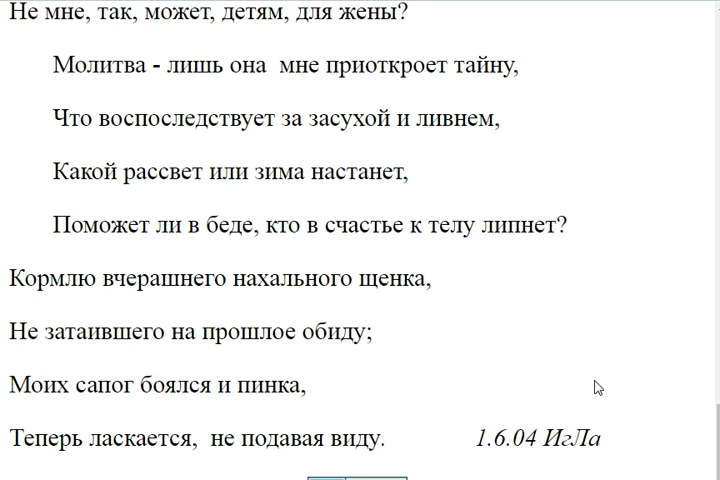 Не мне, так, может, детям, для жены?
Молитва - лишь она мне приоткроет тайну,
Что воспоследствует за засухой и ливнем,
Какой рассвет или зима настанет,
Поможет ли в беде, кто в счастье к телу липнет?
Кормлю вчерашнего нахального щенка,
Не затаившего на прошлое обиду;
Моих сапог боялся и пинка,
Теперь ласкается, не подавая виду. 1.6.04 ИгЛа